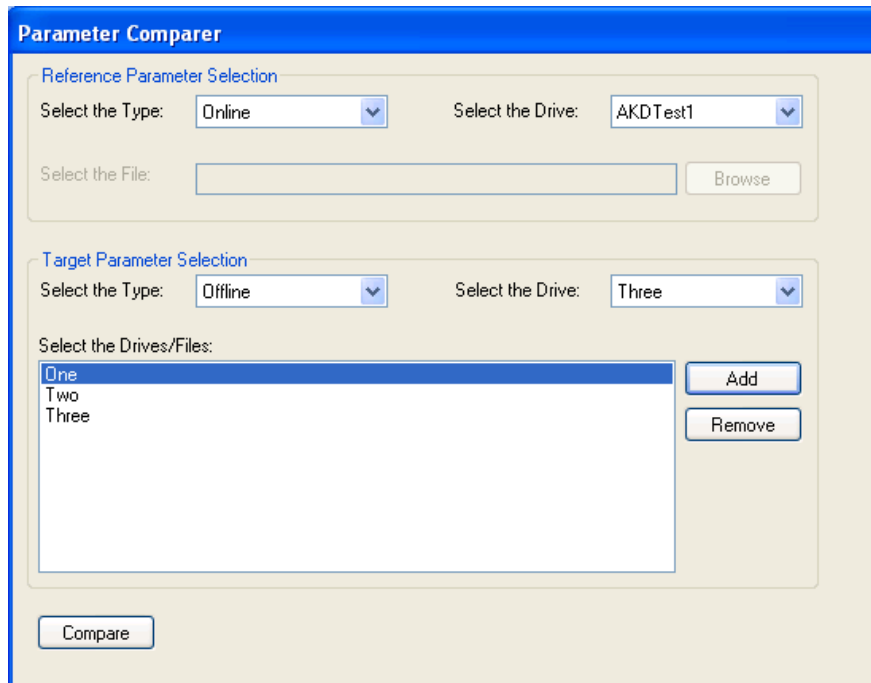 Parameter Comparer
Reference Parameter Selection
Select the Type: Online Select the Drive: AKDTest1
Select the File: Browse
Target Parameter Selection
Select the Type: Offline Select the Drive: Three
Select the Drives/Files:
One
Two
Three
Add
Remove
Compare